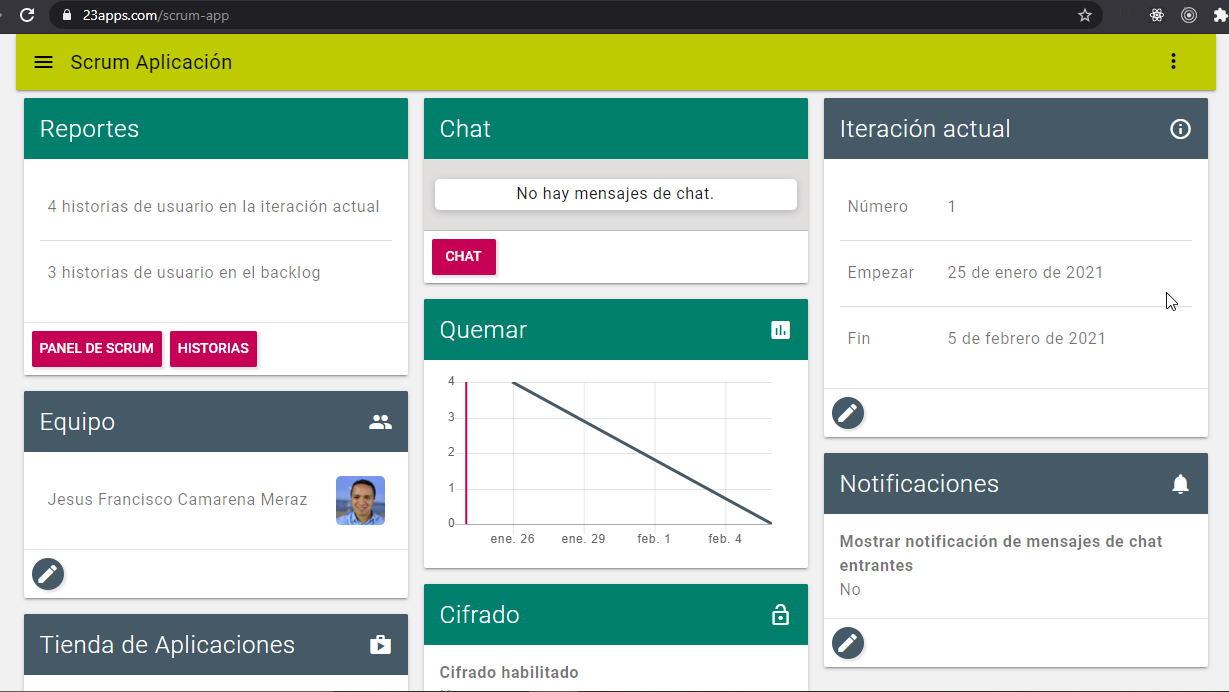 23apps.com/scrum-app
Scrum Aplicación
Reportes
4 historias de usuario en la iteración actual
3 historias de usuario en el backlog
PANEL DE SCRUM
HISTORIAS
Equipo
Jesus Francisco Camarena Meraz
Tienda de Aplicaciones
Chat
No hay mensajes de chat.
CHAT
Quemar
4
3
2
1
0
ene. 26 ene. 29 feb. 1 feb. 4
Cifrado
Cifrado habilitado
Iteración actual
Número 1
Empezar 25 de enero de 2021
Fin 5 de febrero de 2021
Notificaciones
Mostrar notificación de mensajes de chat
entrantes
No